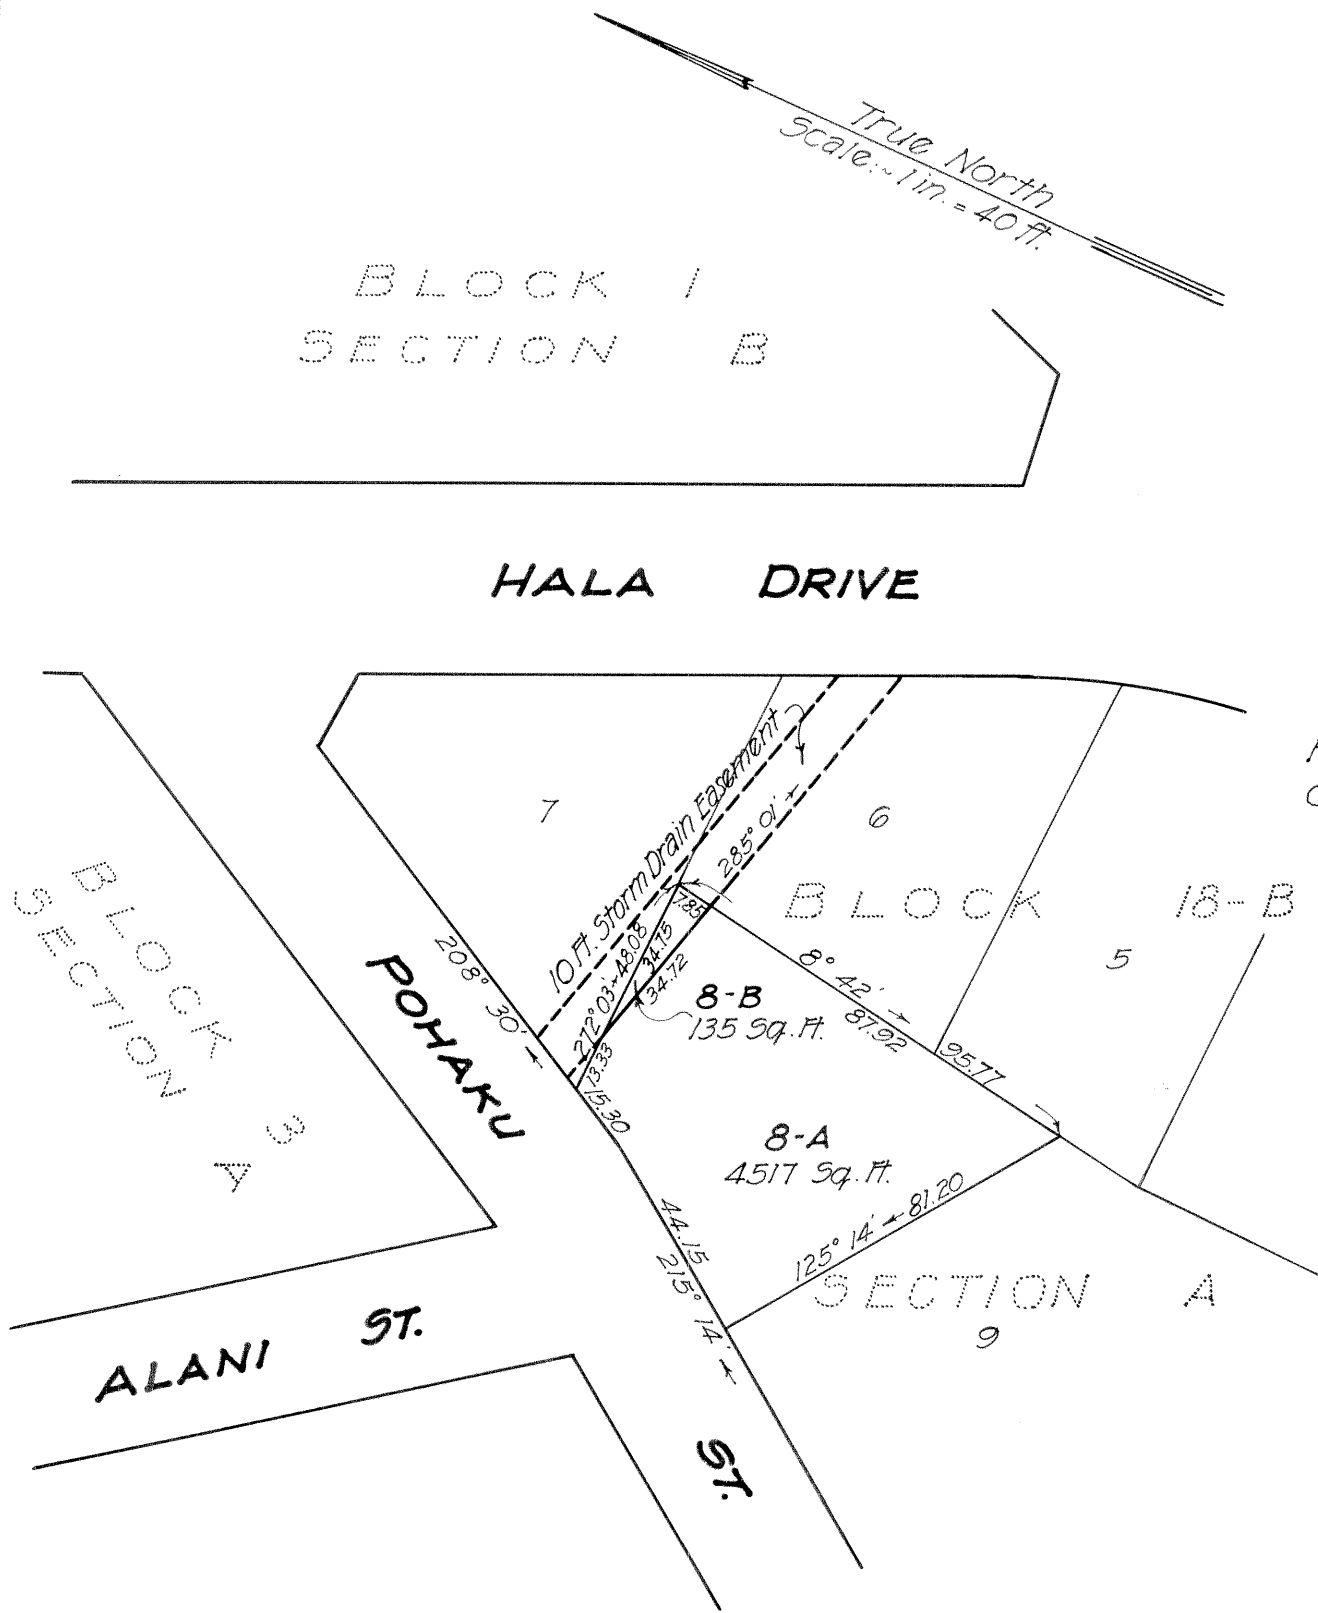 True North
Scale:~1 in. = 40 ft.
BLOCK 1
SECTION B
HALA DRIVE
7
10 Ft. Storm Drain Easement
285° 01'
6
BLOCK 18-B
5
7.85
8° 42'
87.92
95.77
272° 03' 48.08
34.75
34.72
13.33
15.30
8-B
135 Sq. Ft.
208° 30'
POHAKU
BLOCK 3
SECTION A
8-A
4517 Sq. Ft.
44.15
215° 14'
125° 14' 81.20
SECTION A
9
ALANI ST.
ST.